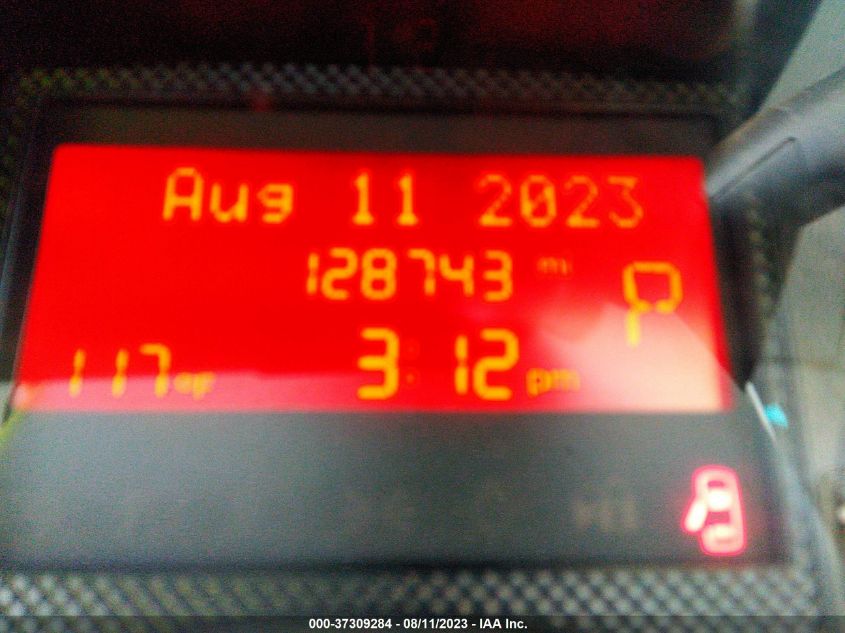 Aug 11 2023
128743 mi
P
117°F 3:12 pm
000-37309284 - 08/11/2023 - IAA Inc.